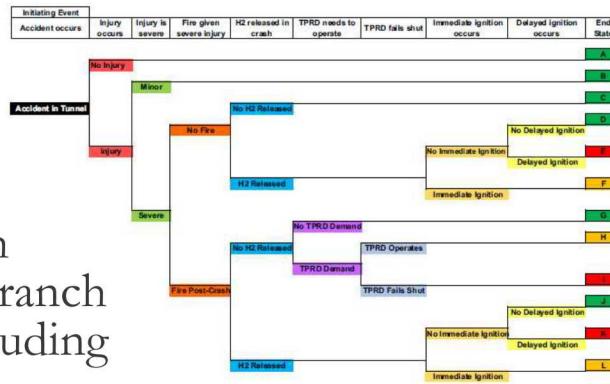 Initiating Event
Accident occurs
Injury occurs
Injury is severe
Fire given severe injury
H2 released in crash
TPRD needs to operate
TPRD fails shut
Immediate ignition occurs
Delayed ignition occurs
End State
A
No Injury
B
Minor
C
Accident in Tunnel
No H2 Released
D
No Fire
No Delayed Ignition
Injury
No Immediate Ignition
E
Delayed Ignition
H2 Released
F
Immediate Ignition
Severe
G
No TPRD Demand
H
No H2 Released
TPRD Operates
TPRD Demand
I
Fire Post-Crash
TPRD Fails Shut
J
No Delayed Ignition
No Immediate Ignition
K
Delayed Ignition
H2 Released
L
Immediate Ignition
ranch
uding